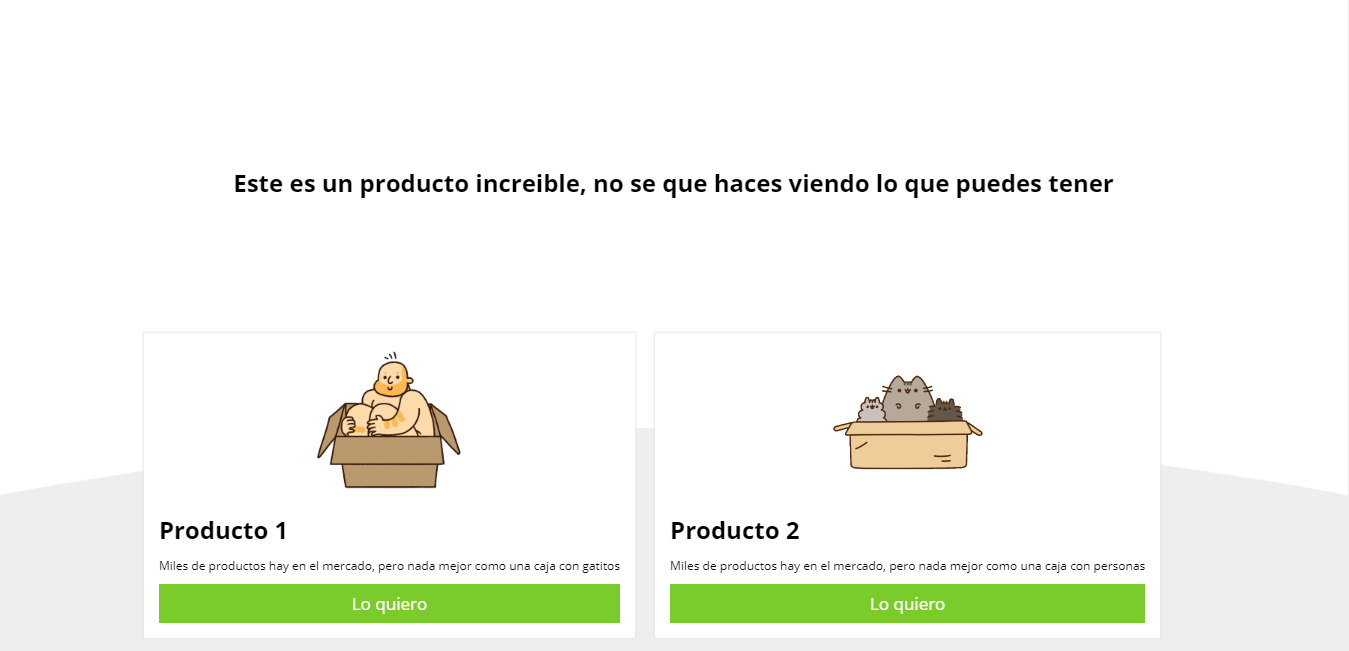 Este es un producto increible, no se que haces viendo lo que puedes tener
Producto 1
Miles de productos hay en el mercado, pero nada mejor como una caja con gatitos
Lo quiero
Producto 2
Miles de productos hay en el mercado, pero nada mejor como una caja con personas
Lo quiero